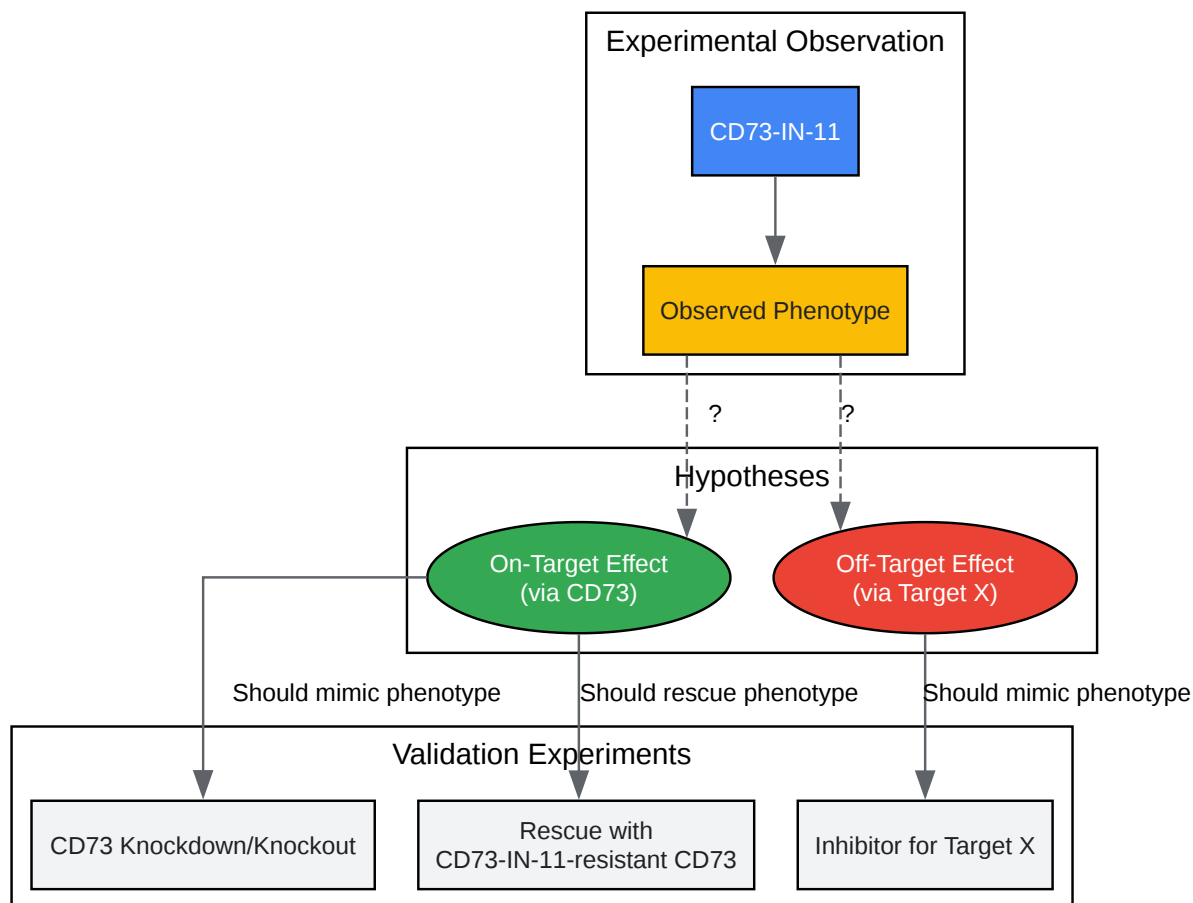 Experimental Observation
CD73-IN-11
Observed Phenotype
?
?
Hypotheses
On-Target Effect
(via CD73)
Off-Target Effect
(via Target X)
Should mimic phenotype
Should rescue phenotype
Should mimic phenotype
Validation Experiments
CD73 Knockdown/Knockout
Rescue with
CD73-IN-11-resistant CD73
Inhibitor for Target X